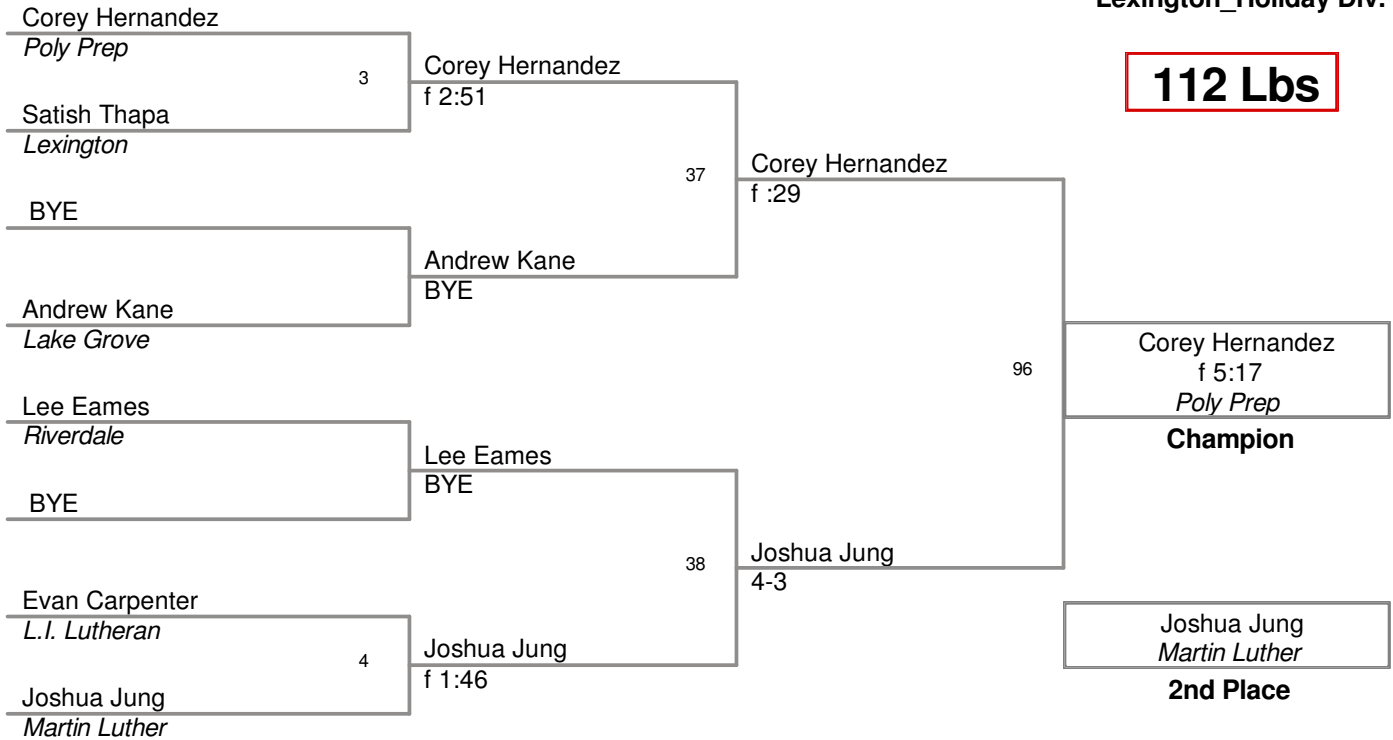 Lexington_Holiday Div.
112 Lbs
Corey Hernandez
Poly Prep
3
Satish Thapa
Lexington
Corey Hernandez
f 2:51
BYE
Andrew Kane
Lake Grove
Andrew Kane
BYE
37
Corey Hernandez
f :29
Lee Eames
Riverdale
BYE
Lee Eames
BYE
Evan Carpenter
L.I. Lutheran
4
Joshua Jung
Martin Luther
Joshua Jung
f 1:46
38
Joshua Jung
4-3
96
Corey Hernandez
f 5:17
Poly Prep
Champion
Joshua Jung
Martin Luther
2nd Place